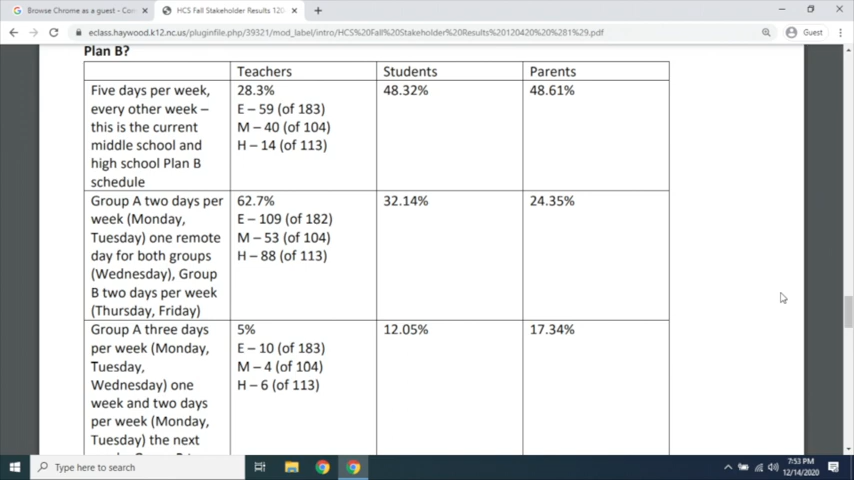 Browse Chrome as a guest - Com
HCS Fall Stakeholder Results 120
eclass.haywood.k12.nc.us/pluginfile.php/39321/mod_label/intro/HCS%20Fall%20Stakeholder%20Results%20120420%20%281%29.pdf
Guest
Plan B?
Teachers
Students
Parents
Five days per week,
every other week –
this is the current
middle school and
high school Plan B
schedule
28.3%
E – 59 (of 183)
M – 40 (of 104)
H – 14 (of 113)
48.32%
48.61%
Group A two days per
week (Monday,
Tuesday) one remote
day for both groups
(Wednesday), Group
B two days per week
(Thursday, Friday)
62.7%
E – 109 (of 182)
M – 53 (of 104)
H – 88 (of 113)
32.14%
24.35%
Group A three days
per week (Monday,
Tuesday,
Wednesday) one
week and two days
per week (Monday,
Tuesday) the next
5%
E – 10 (of 183)
M – 4 (of 104)
H – 6 (of 113)
12.05%
17.34%
Type here to search
7:53 PM
12/14/2020